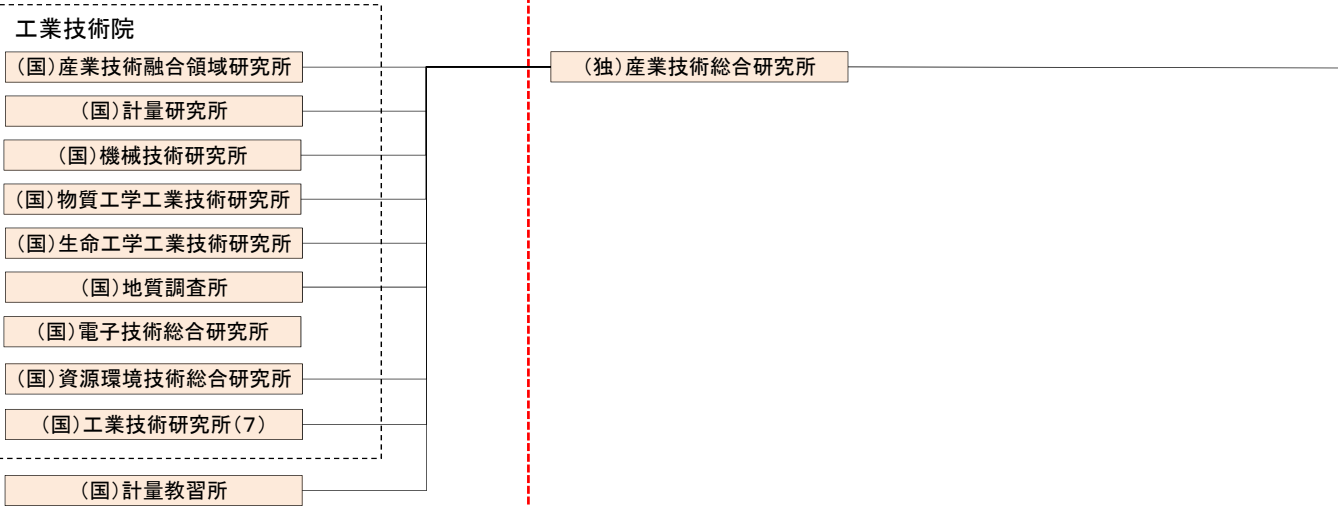 工業技術院
（国）産業技術融合領域研究所
（独）産業技術総合研究所
（国）計量研究所
（国）機械技術研究所
（国）物質工学工業技術研究所
（国）生命工学工業技術研究所
（国）地質調査所
（国）電子技術総合研究所
（国）資源環境技術総合研究所
（国）工業技術研究所（７）
（国）計量教習所